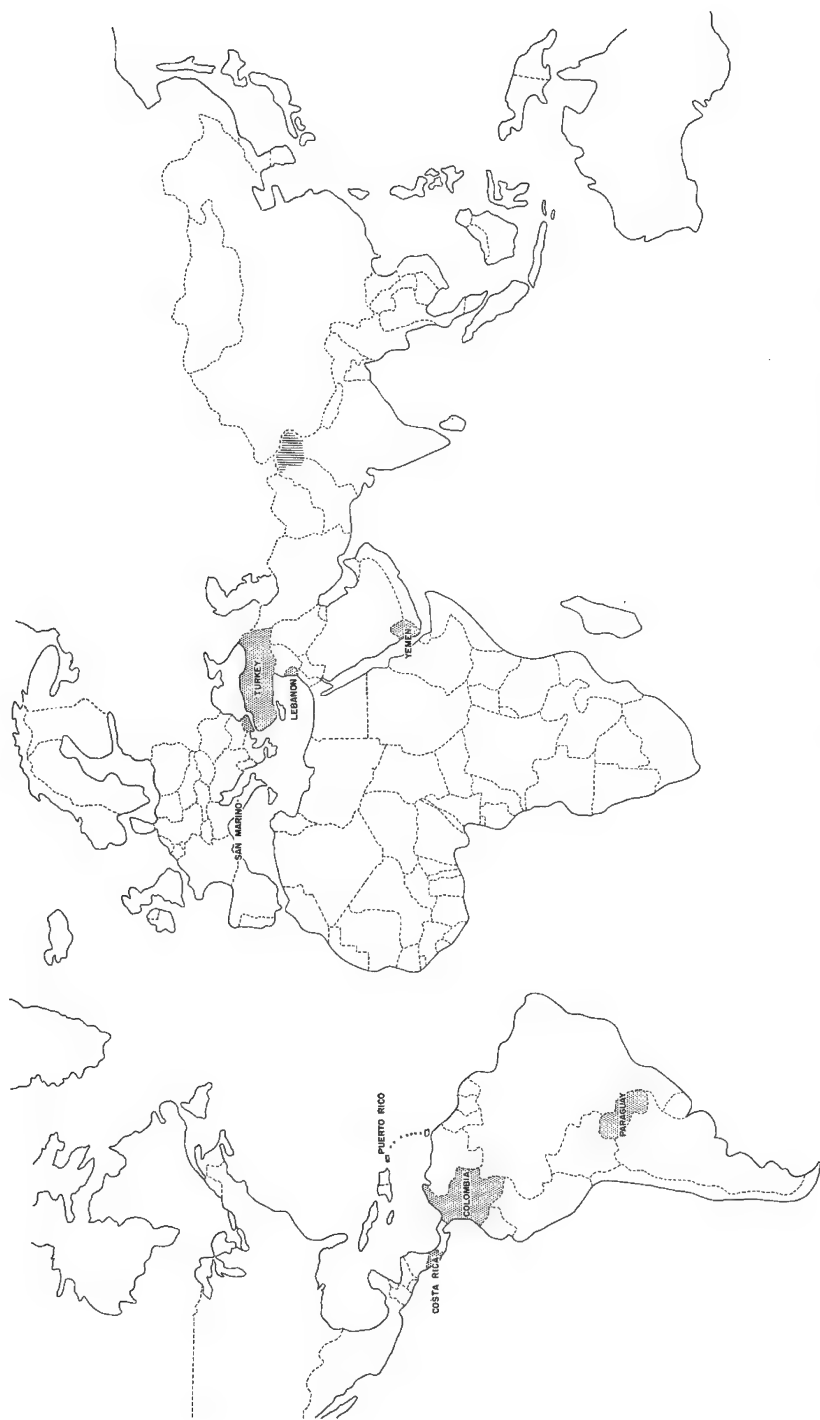 PUERTO RICO
COSTA RICA
COLOMBIA
PARAGUAY
SAN MARINO
TURKEY
LEBANON
YEMEN